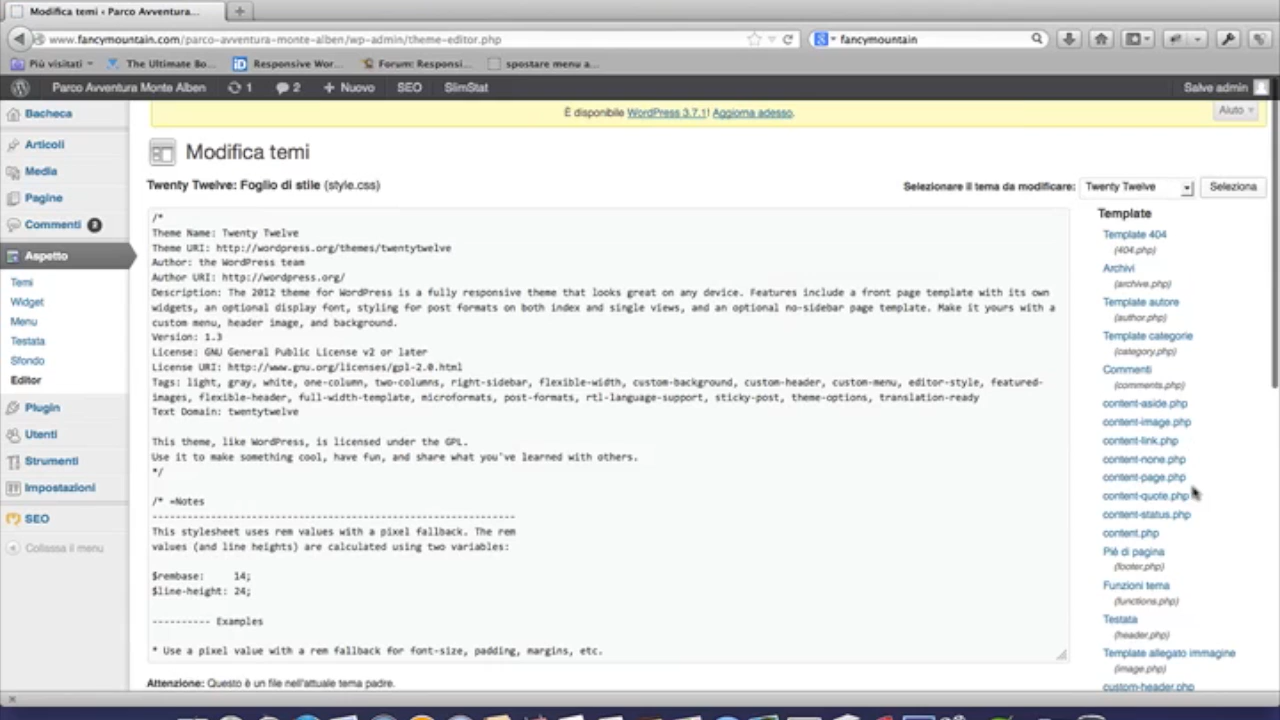 Modifica temi ‹ Parco Avventura...
www.fancymountain.com/parco-avventura-monte-alben/wp-admin/theme-editor.php
fancymountain
Più visitati
The Ultimate Bo...
Responsive Wor...
Forum: Responsi...
spostare menu a...
Parco Avventura Monte Alben
1
2
+ Nuovo
SEO
SlimStat
Salve admin
È disponibile WordPress 3.7.1! Aggiorna adesso.
Aiuto
Bacheca
Articoli
Media
Pagine
Commenti 2
Aspetto
Temi
Widget
Menu
Testata
Sfondo
Editor
Plugin
Utenti
Strumenti
Impostazioni
SEO
Collassa il menu
Modifica temi
Twenty Twelve: Foglio di stile (style.css)
Selezionare il tema da modificare:
Twenty Twelve
Seleziona
/*
Theme Name: Twenty Twelve
Theme URI: http://wordpress.org/themes/twentytwelve
Author: the WordPress team
Author URI: http://wordpress.org/
Description: The 2012 theme for WordPress is a fully responsive theme that looks great on any device. Features include a front page template with its own
widgets, an optional display font, styling for post formats on both index and single views, and an optional no-sidebar page template. Make it yours with a
custom menu, header image, and background.
Version: 1.3
License: GNU General Public License v2 or later
License URI: http://www.gnu.org/licenses/gpl-2.0.html
Tags: light, gray, white, one-column, two-columns, right-sidebar, flexible-width, custom-background, custom-header, custom-menu, editor-style, featured-
images, flexible-header, full-width-template, microformats, post-formats, rtl-language-support, sticky-post, theme-options, translation-ready
Text Domain: twentytwelve
This theme, like WordPress, is licensed under the GPL.
Use it to make something cool, have fun, and share what you've learned with others.
*/
/* =Notes
--------------------------------------------------------------
This stylesheet uses rem values with a pixel fallback. The rem
values (and line heights) are calculated using two variables:
$rembase: 14;
$line-height: 24;
---------- Examples
* Use a pixel value with a rem fallback for font-size, padding, margins, etc.
Attenzione: Questo è un file nell'attuale tema padre.
Template
Template 404
(404.php)
Archivi
(archive.php)
Template autore
(author.php)
Template categorie
(category.php)
Commenti
(comments.php)
content-aside.php
content-image.php
content-link.php
content-none.php
content-page.php
content-quote.php
content-status.php
content.php
Piè di pagina
(footer.php)
Funzioni tema
(functions.php)
Testata
(header.php)
Template allegato immagine
(image.php)
custom-header.php